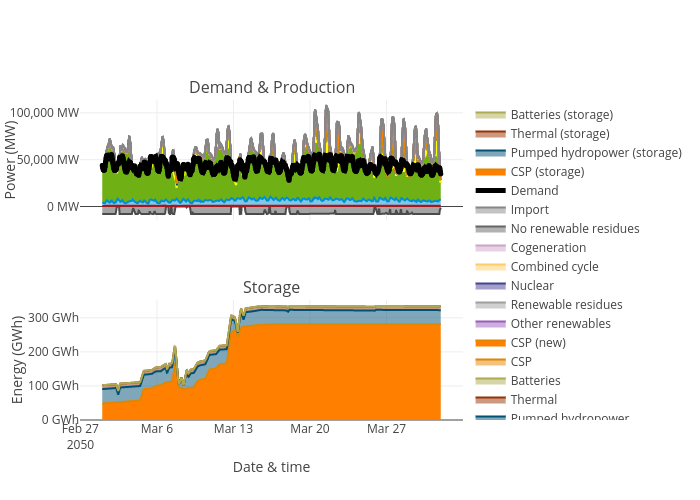 Demand & Production
100,000 MW
50,000 MW
0 MW
Power (MW)
Storage
300 GWh
200 GWh
100 GWh
0 GWh
Energy (GWh)
Feb 27
2050
Mar 6
Mar 13
Mar 20
Mar 27
Date & time
Batteries (storage)
Thermal (storage)
Pumped hydropower (storage)
CSP (storage)
Demand
Import
No renewable residues
Cogeneration
Combined cycle
Nuclear
Renewable residues
Other renewables
CSP (new)
CSP
Batteries
Thermal
Pumped hydropower